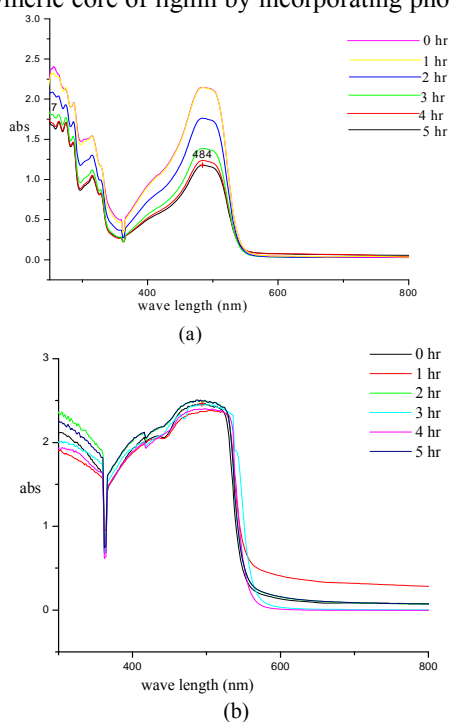 meric core of lignin by incorporating pho
3.0
2.5
2.0
1.5
1.0
0.5
0.0
abs
7
484
0 hr
1 hr
2 hr
3 hr
4 hr
5 hr
400 600 800
wave length (nm)
(a)
3
2
1
0
abs
0 hr
1 hr
2 hr
3 hr
4 hr
5 hr
400 600 800
wave length (nm)
(b)